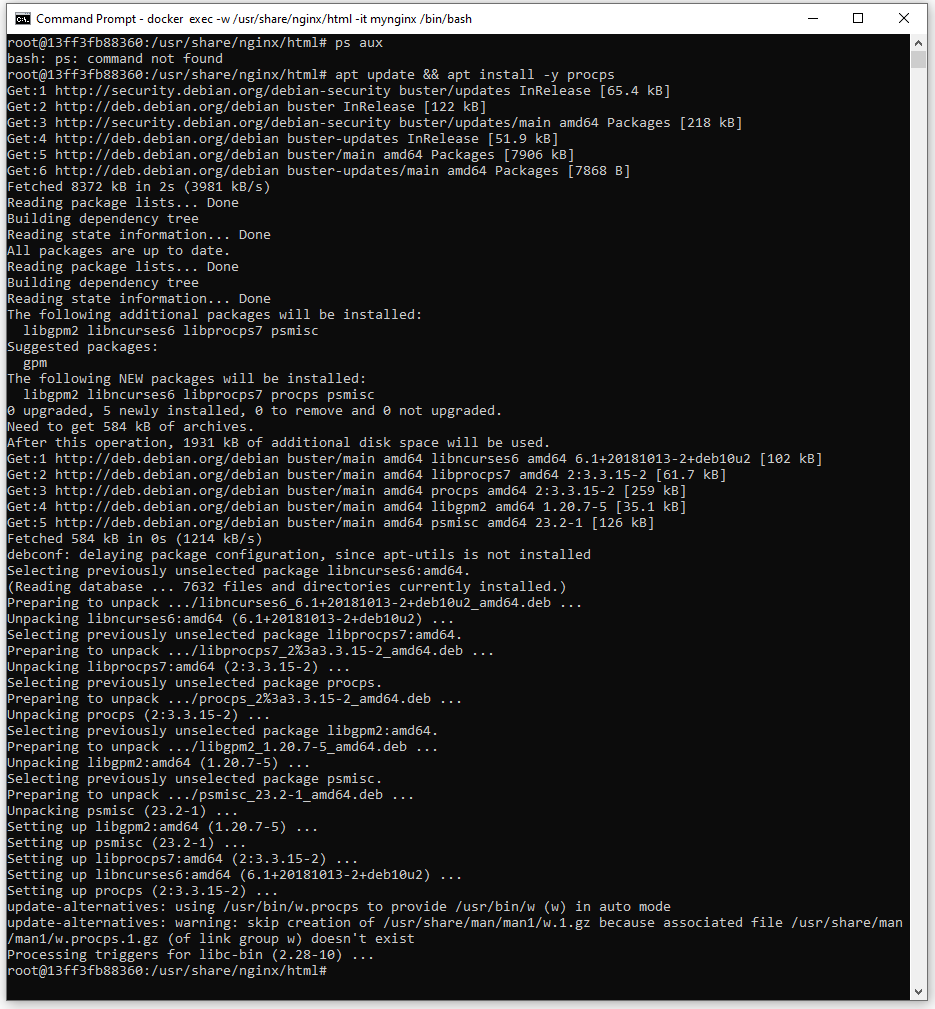 Command Prompt - docker exec -w /usr/share/nginx/html -it mynginx /bin/bash
root@13ff3fb88360:/usr/share/nginx/html# ps aux
bash: ps: command not found
root@13ff3fb88360:/usr/share/nginx/html# apt update && apt install -y procps
Get:1 http://security.debian.org/debian-security buster/updates InRelease [65.4 kB]
Get:2 http://deb.debian.org/debian buster InRelease [122 kB]
Get:3 http://security.debian.org/debian-security buster/updates/main amd64 Packages [218 kB]
Get:4 http://deb.debian.org/debian buster-updates InRelease [51.9 kB]
Get:5 http://deb.debian.org/debian buster/main amd64 Packages [7906 kB]
Get:6 http://deb.debian.org/debian buster-updates/main amd64 Packages [7868 B]
Fetched 8372 kB in 2s (3981 kB/s)
Reading package lists... Done
Building dependency tree
Reading state information... Done
All packages are up to date.
Reading package lists... Done
Building dependency tree
Reading state information... Done
The following additional packages will be installed:
  libgpm2 libncurses6 libprocps7 psmisc
Suggested packages:
  gpm
The following NEW packages will be installed:
  libgpm2 libncurses6 libprocps7 procps psmisc
0 upgraded, 5 newly installed, 0 to remove and 0 not upgraded.
Need to get 584 kB of archives.
After this operation, 1931 kB of additional disk space will be used.
Get:1 http://deb.debian.org/debian buster/main amd64 libncurses6 amd64 6.1+20181013-2+deb10u2 [102 kB]
Get:2 http://deb.debian.org/debian buster/main amd64 libprocps7 amd64 2:3.3.15-2 [61.7 kB]
Get:3 http://deb.debian.org/debian buster/main amd64 procps amd64 2:3.3.15-2 [259 kB]
Get:4 http://deb.debian.org/debian buster/main amd64 libgpm2 amd64 1.20.7-5 [35.1 kB]
Get:5 http://deb.debian.org/debian buster/main amd64 psmisc amd64 23.2-1 [126 kB]
Fetched 584 kB in 0s (1214 kB/s)
debconf: delaying package configuration, since apt-utils is not installed
Selecting previously unselected package libncurses6:amd64.
(Reading database ... 7632 files and directories currently installed.)
Preparing to unpack .../libncurses6_6.1+20181013-2+deb10u2_amd64.deb ...
Unpacking libncurses6:amd64 (6.1+20181013-2+deb10u2) ...
Selecting previously unselected package libprocps7:amd64.
Preparing to unpack .../libprocps7_2%3a3.3.15-2_amd64.deb ...
Unpacking libprocps7:amd64 (2:3.3.15-2) ...
Selecting previously unselected package procps.
Preparing to unpack .../procps_2%3a3.3.15-2_amd64.deb ...
Unpacking procps (2:3.3.15-2) ...
Selecting previously unselected package libgpm2:amd64.
Preparing to unpack .../libgpm2_1.20.7-5_amd64.deb ...
Unpacking libgpm2:amd64 (1.20.7-5) ...
Selecting previously unselected package psmisc.
Preparing to unpack .../psmisc_23.2-1_amd64.deb ...
Unpacking psmisc (23.2-1) ...
Setting up libgpm2:amd64 (1.20.7-5) ...
Setting up psmisc (23.2-1) ...
Setting up libprocps7:amd64 (2:3.3.15-2) ...
Setting up libncurses6:amd64 (6.1+20181013-2+deb10u2) ...
Setting up procps (2:3.3.15-2) ...
update-alternatives: using /usr/bin/w.procps to provide /usr/bin/w (w) in auto mode
update-alternatives: warning: skip creation of /usr/share/man/man1/w.1.gz because associated file /usr/share/man
/man1/w.procps.1.gz (of link group w) doesn't exist
Processing triggers for libc-bin (2.28-10) ...
root@13ff3fb88360:/usr/share/nginx/html#